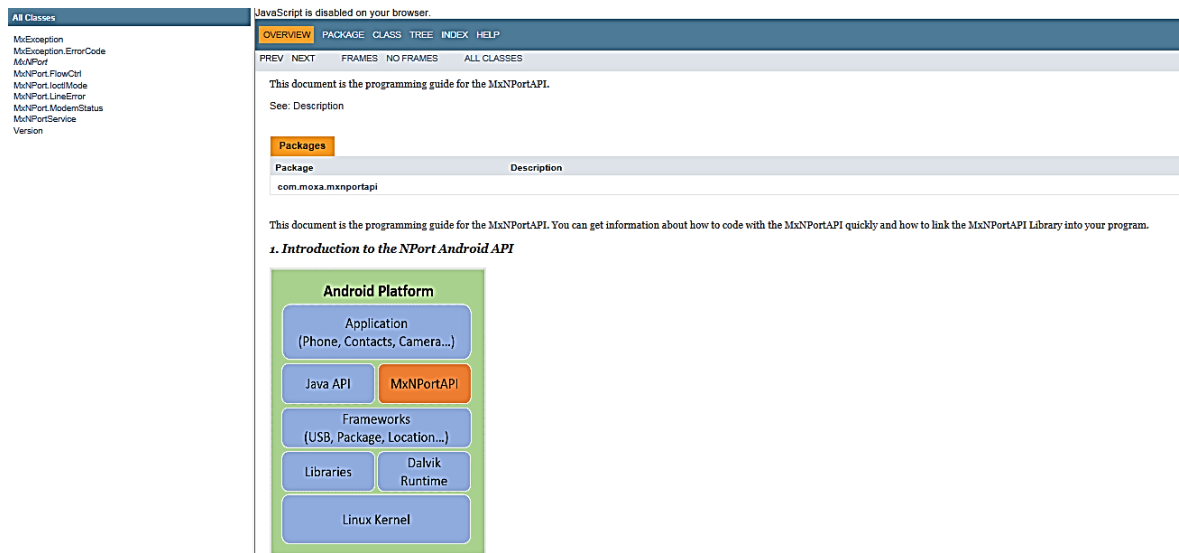 All Classes
MxException
MxException.ErrorCode
MxNPort
MxNPort.FlowCtrl
MxNPort.IoctlMode
MxNPort.LineError
MxNPort.ModemStatus
MxNPortService
Version
JavaScript is disabled on your browser.
OVERVIEW PACKAGE CLASS TREE INDEX HELP
PREV NEXT FRAMES NO FRAMES ALL CLASSES
This document is the programming guide for the MxNPortAPI.
See: Description
Packages
Package Description
com.moxa.mxnportapi
This document is the programming guide for the MxNPortAPI. You can get information about how to code with the MxNPortAPI quickly and how to link the MxNPortAPI Library into your program.
1. Introduction to the NPort Android API
Android Platform
Application
(Phone, Contacts, Camera...)
Java API MxNPortAPI
Frameworks
(USB, Package, Location...)
Libraries
Dalvik
Runtime
Linux Kernel